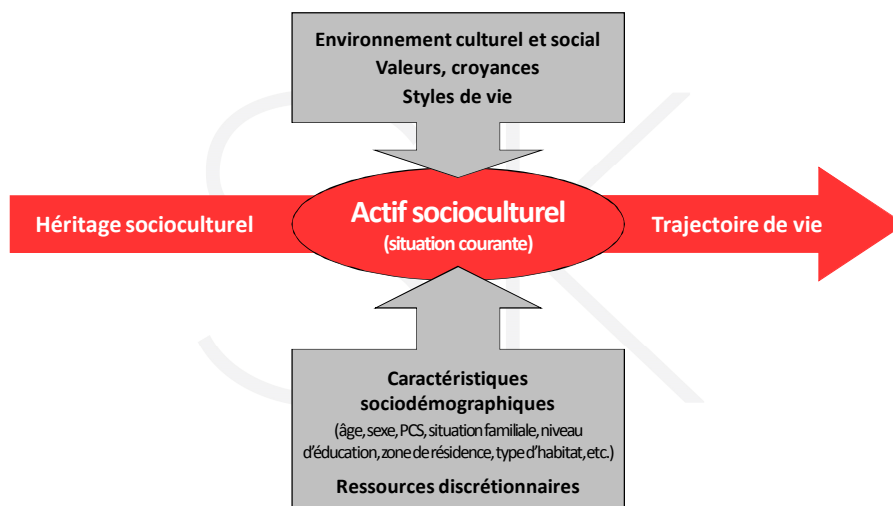 Environnement culturel et social
Valeurs, croyances
Styles de vie
Héritage socioculturel
Actif socioculturel
(situation courante)
Trajectoire de vie
Caractéristiques
sociodémographiques
(âge, sexe, PCS, situation familiale, niveau
d'éducation, zone de résidence, type d'habitat, etc.)
Ressources discrétionnaires